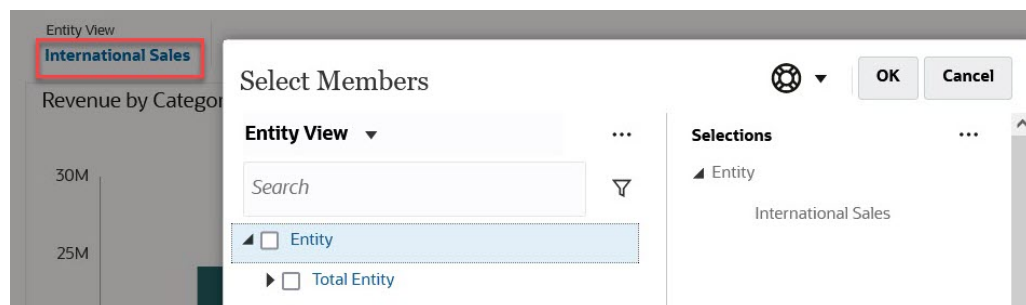 Entity View
International Sales
Revenue by Categor
30M
25M
Select Members
OK
Cancel
Entity View
Search
Entity
Total Entity
Selections
Entity
International Sales